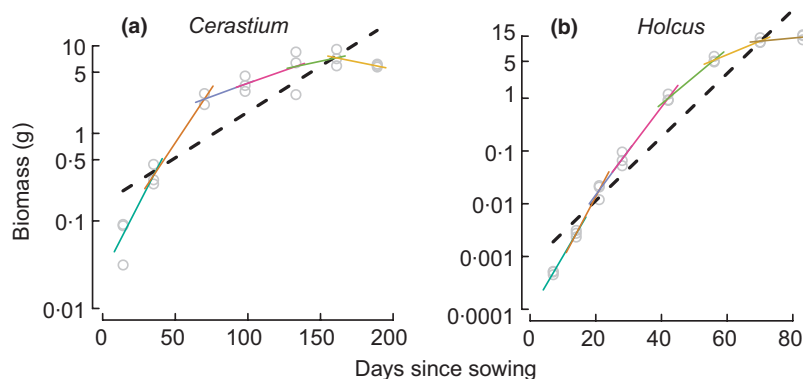 (a) Cerastium
(b) Holcus
Biomass (g)
10
5
1
0·5
0·1
0·01
0 50 100 150 200
15
5
1
0·1
0·01
0·001
0·0001
0 20 40 60 80
Days since sowing